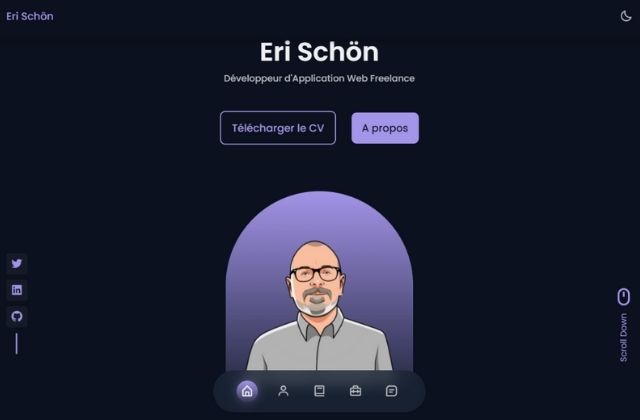 Eri Schön
Eri Schön
Développeur d'Application Web Freelance
Télécharger le CV
A propos
Scroll Down